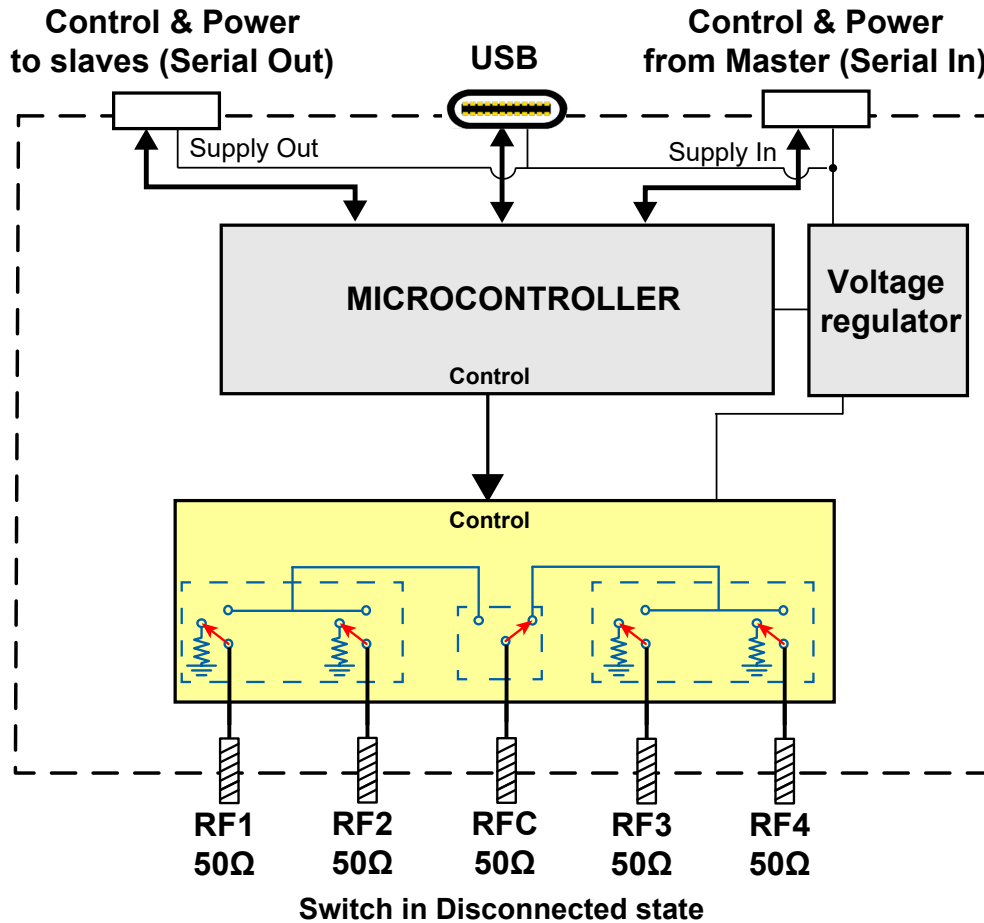 Control & Power
to slaves (Serial Out)
USB
Control & Power
from Master (Serial In)
Supply Out
Supply In
MICROCONTROLLER
Control
Voltage
regulator
Control
RF1
50Ω
RF2
50Ω
RFC
50Ω
RF3
50Ω
RF4
50Ω
Switch in Disconnected state